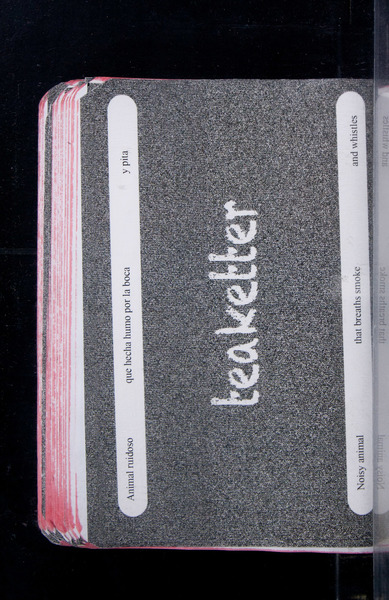 Animal ruidoso que hecha humo por la boca y pita
teaketter
Noisy animal that breaths smoke and whistles